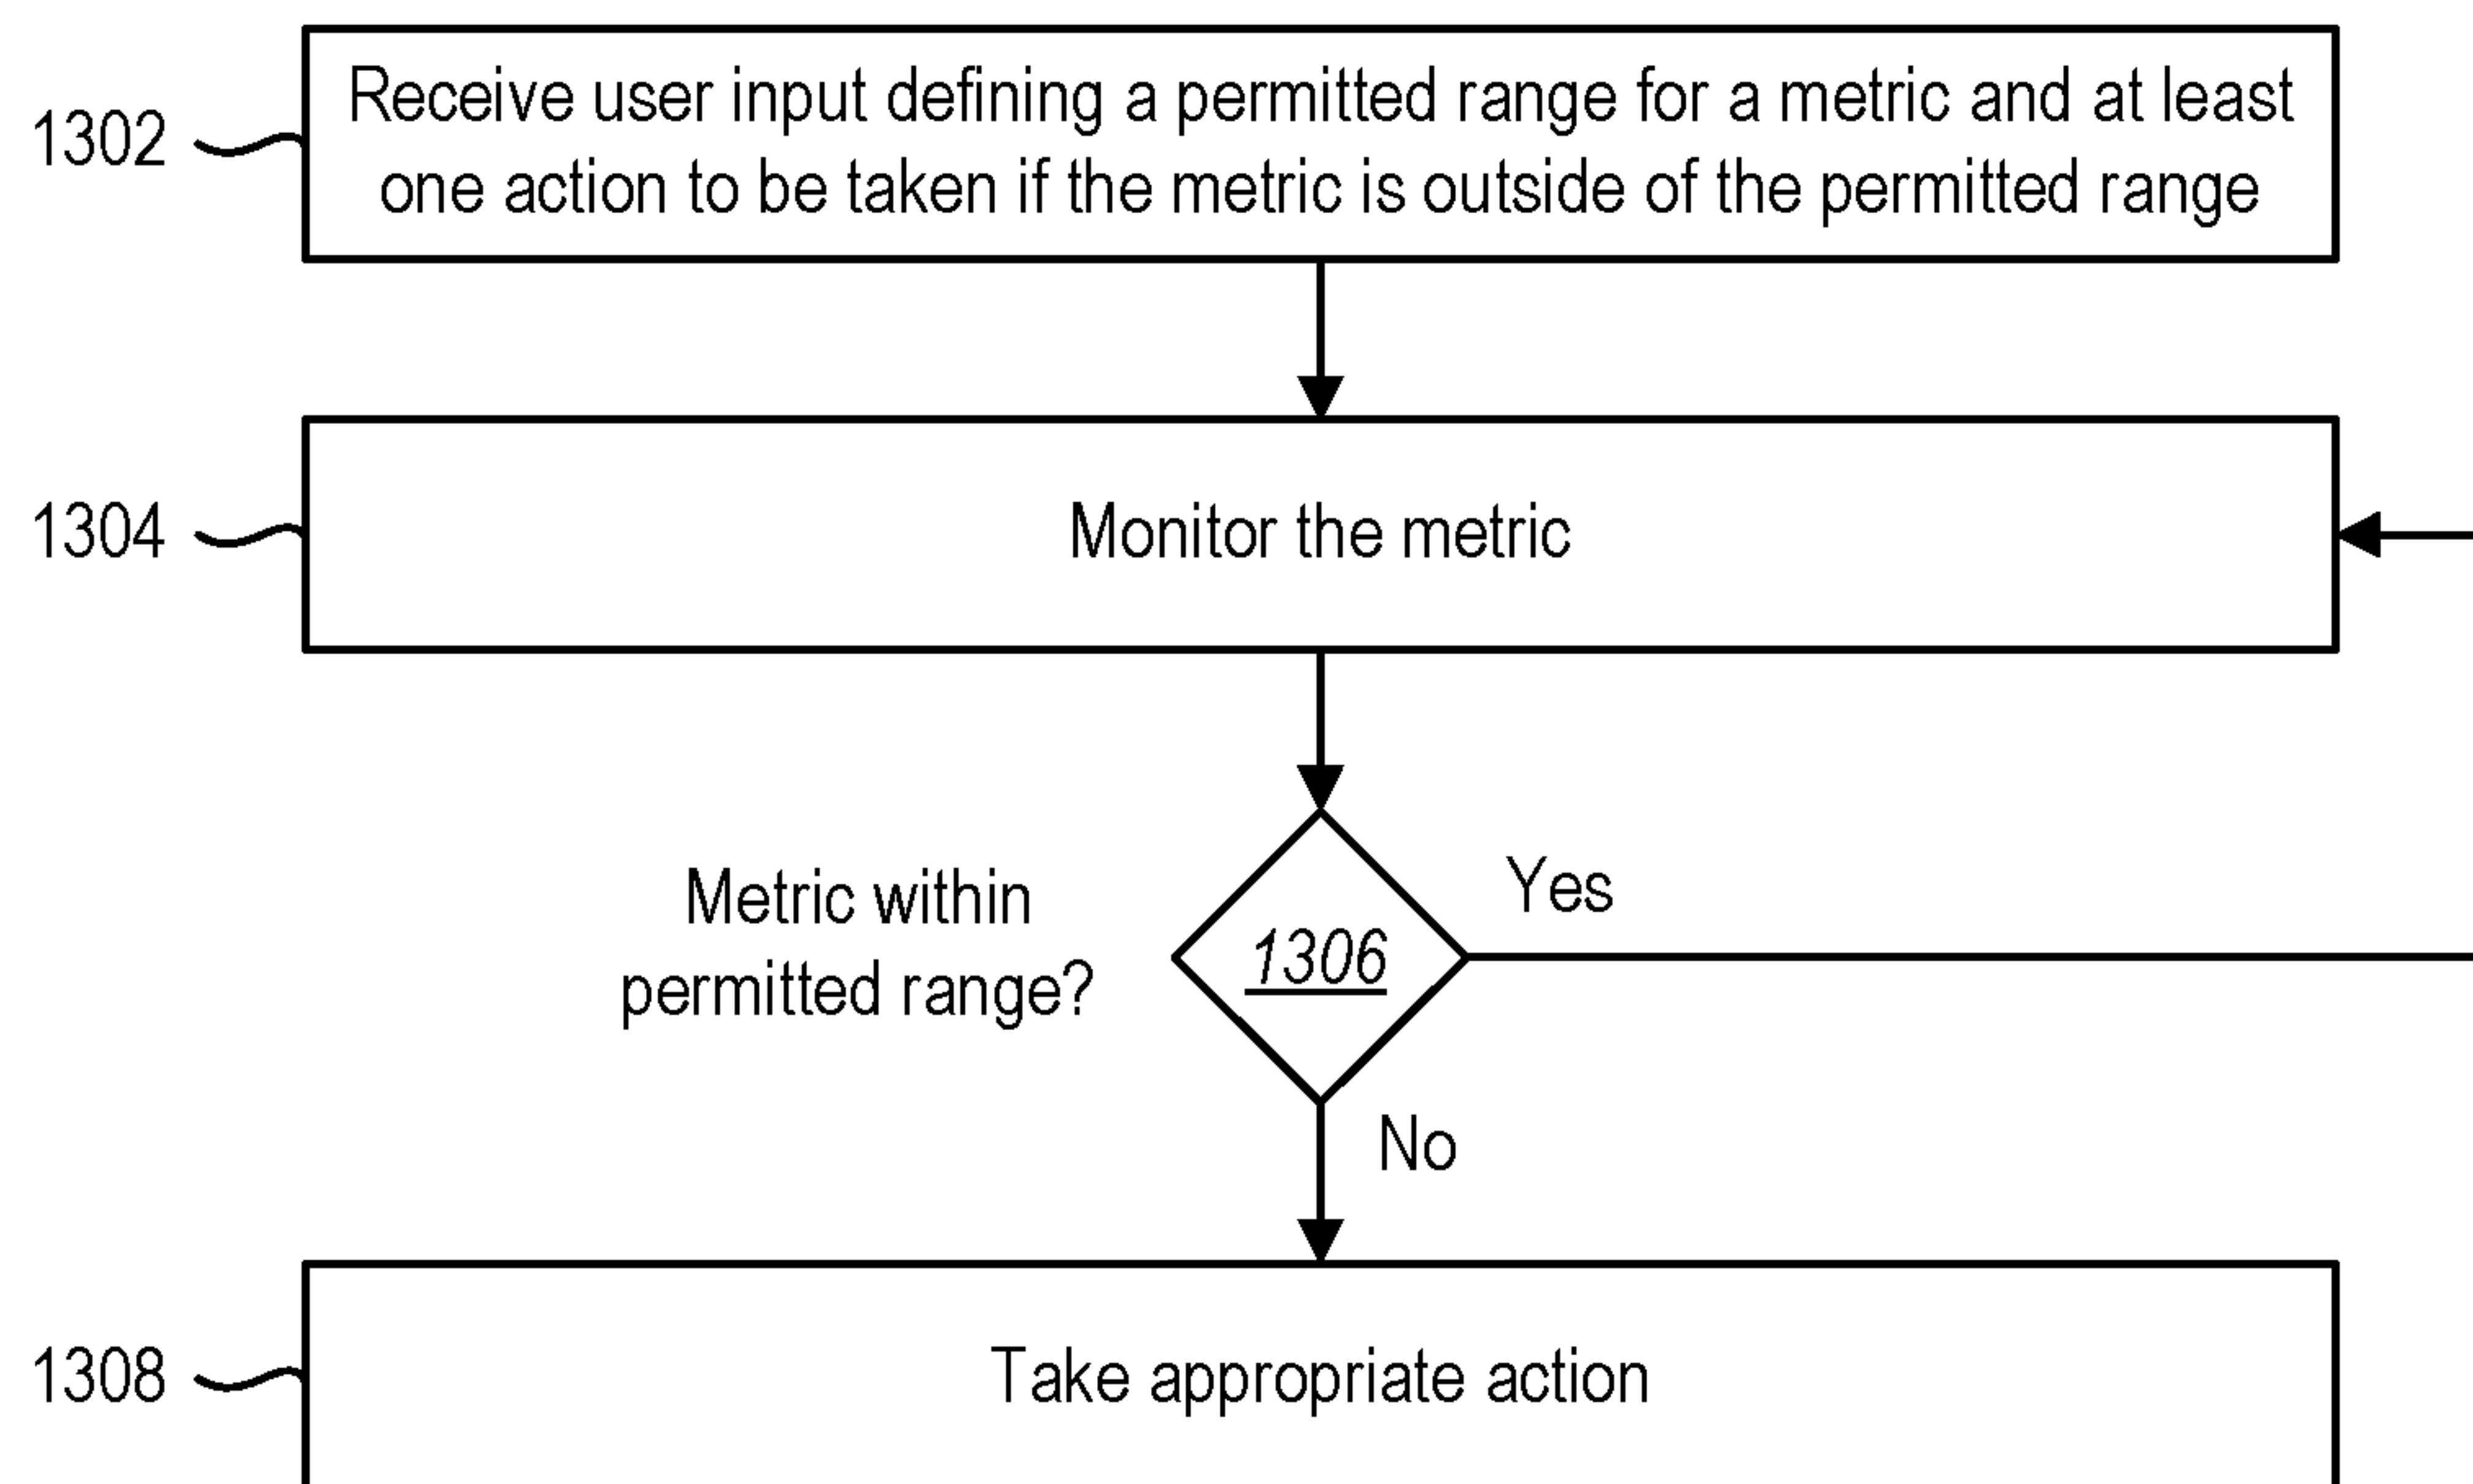 1302
Receive user input defining a permitted range for a metric and at least
one action to be taken if the metric is outside of the permitted range
1304
Monitor the metric
Metric within
permitted range?
1306
Yes
No
1308
Take appropriate action